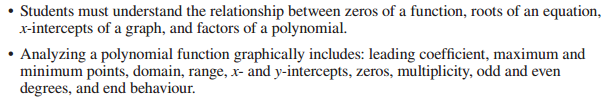 • Students must understand the relationship between zeros of a function, roots of an equation,
x-intercepts of a graph, and factors of a polynomial.
• Analyzing a polynomial function graphically includes: leading coefficient, maximum and
minimum points, domain, range, x- and y-intercepts, zeros, multiplicity, odd and even
degrees, and end behaviour.